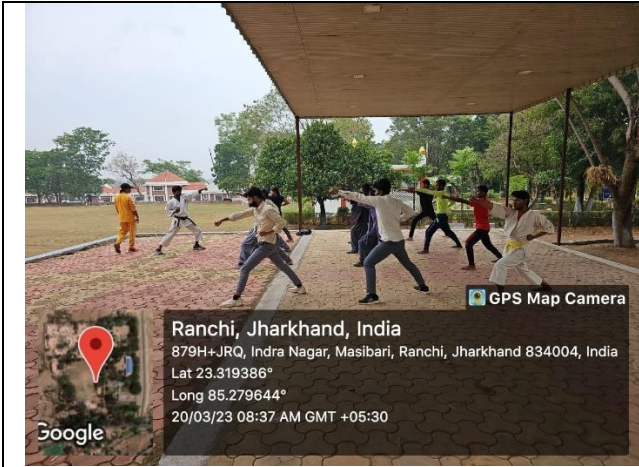 GPS Map Camera
Ranchi, Jharkhand, India
879H+JRQ, Indra Nagar, Masibari, Ranchi, Jharkhand 834004, India
Lat 23.319386°
Long 85.279644°
20/03/23 08:37 AM GMT +05:30
Google